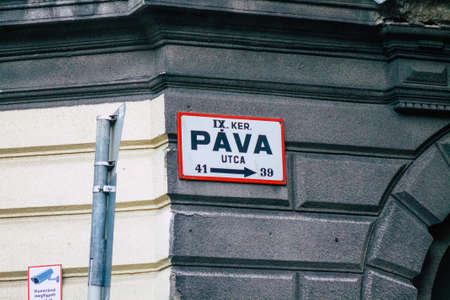 IX. KER.
PÁVA
UTCA
41 → 39